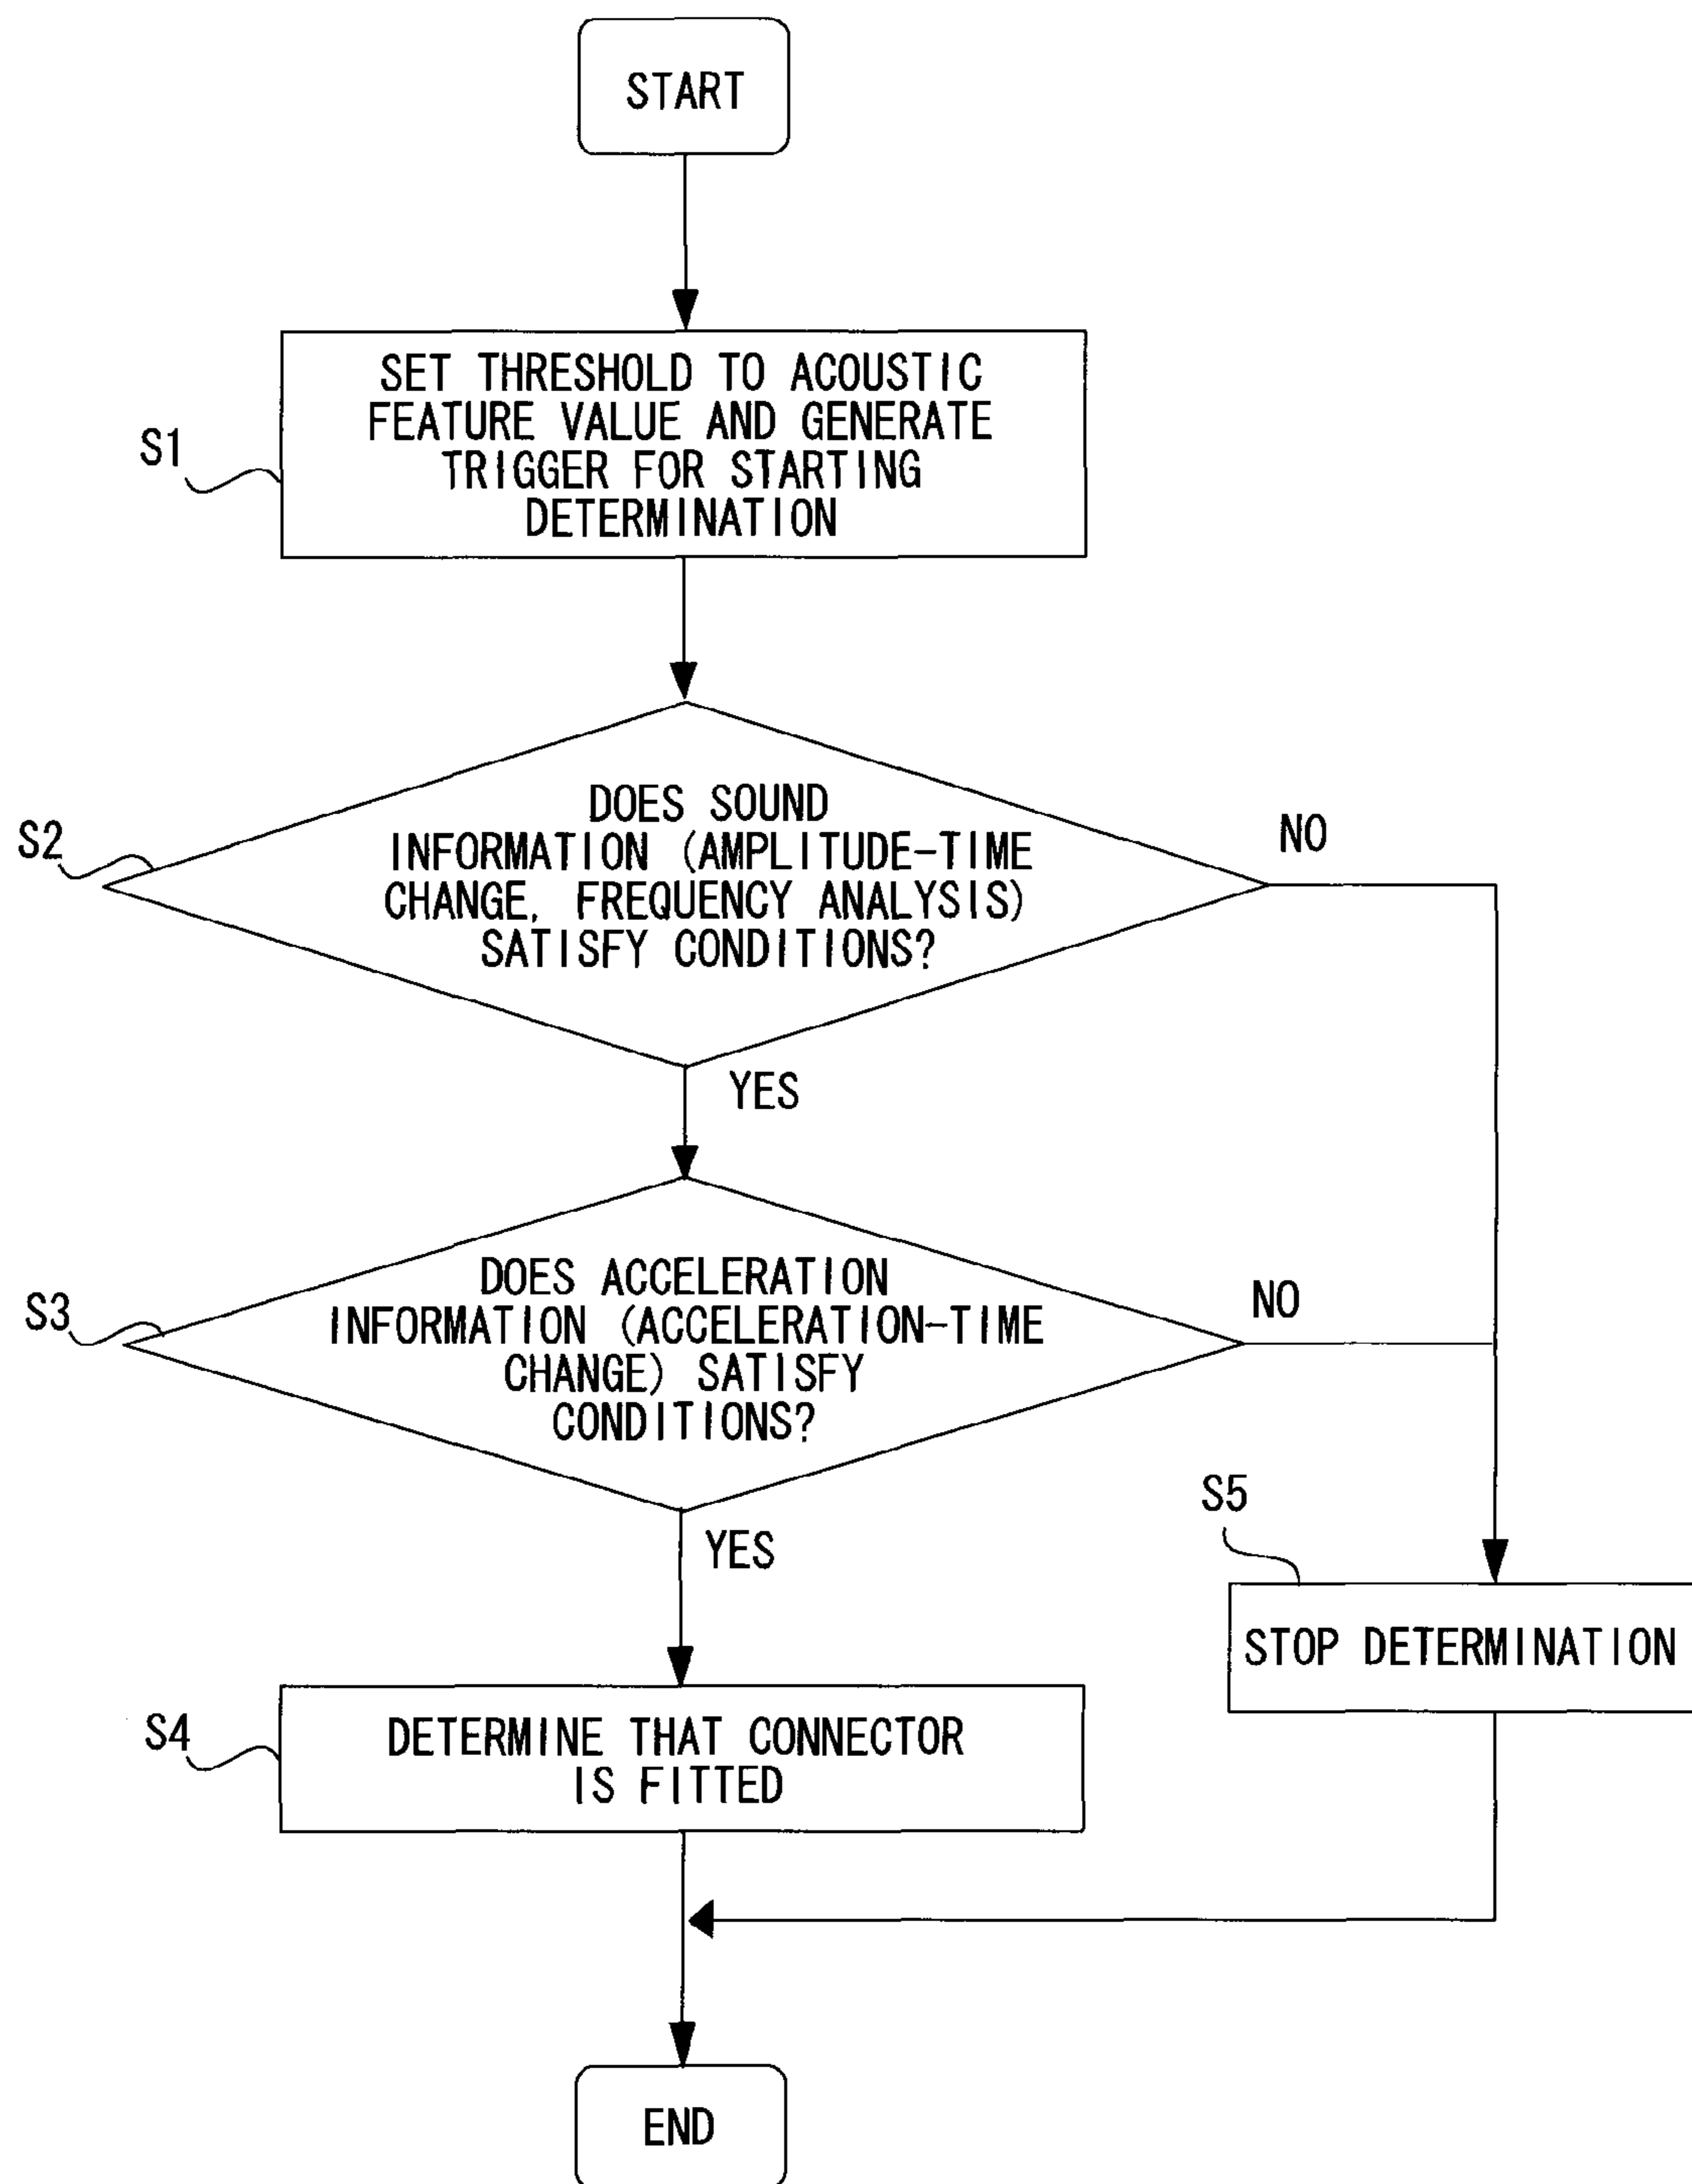 START
SET THRESHOLD TO ACOUSTIC
FEATURE VALUE AND GENERATE
TRIGGER FOR STARTING
DETERMINATION
S1
DOES SOUND
INFORMATION (AMPLITUDE-TIME
CHANGE, FREQUENCY ANALYSIS)
SATISFY CONDITIONS?
S2
NO
YES
DOES ACCELERATION
INFORMATION (ACCELERATION-TIME
CHANGE) SATISFY
CONDITIONS?
S3
NO
YES
S5
STOP DETERMINATION
S4
DETERMINE THAT CONNECTOR
IS FITTED
END